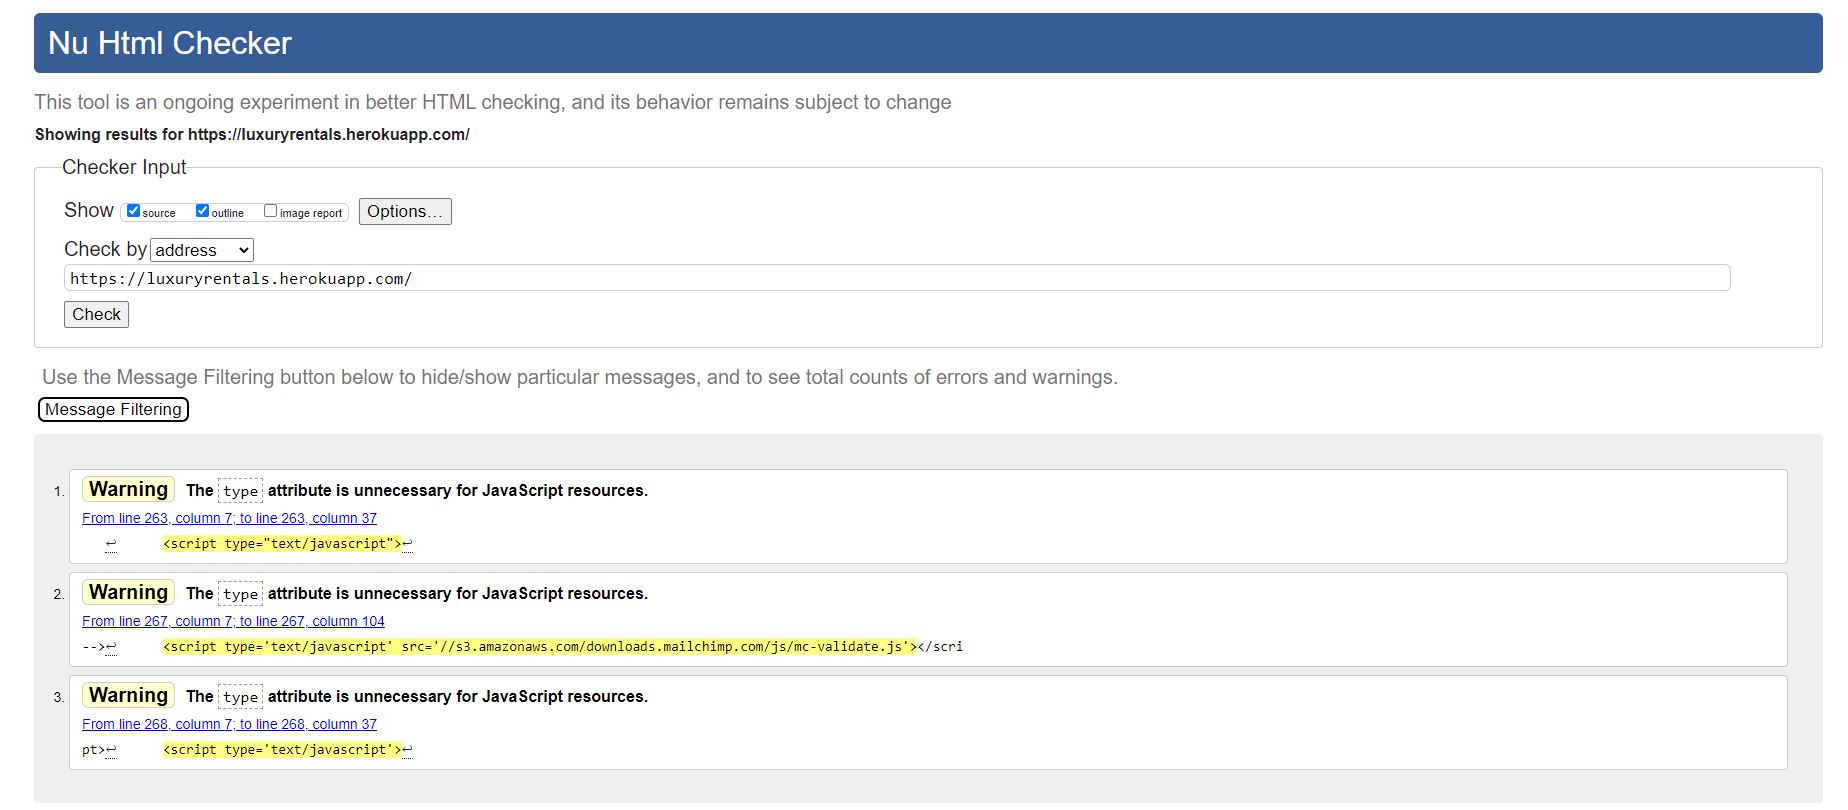 Nu Html Checker
This tool is an ongoing experiment in better HTML checking, and its behavior remains subject to change
Showing results for https://luxuryrentals.herokuapp.com/
Checker Input
Show source outline image report Options...
Check by address
https://luxuryrentals.herokuapp.com/
Check
Use the Message Filtering button below to hide/show particular messages, and to see total counts of errors and warnings.
Message Filtering
1. Warning The type attribute is unnecessary for JavaScript resources.
From line 263, column 7; to line 263, column 37
↩ <script type="text/javascript">↩
2. Warning The type attribute is unnecessary for JavaScript resources.
From line 267, column 7; to line 267, column 104
-->↩ <script type='text/javascript' src='//s3.amazonaws.com/downloads.mailchimp.com/js/mc-validate.js'></scri
3. Warning The type attribute is unnecessary for JavaScript resources.
From line 268, column 7; to line 268, column 37
pt>↩ <script type='text/javascript'>↩